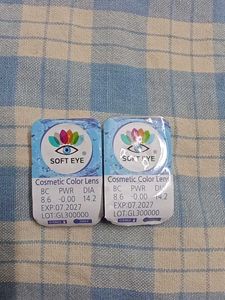 SOFT EYE
Cosmetic Color Lens
BC PWR DIA
8.6 -0.00 14.2
EXP:07.2027
LOT:GL300000
SOFT EYE
Cosmetic Color Lens
BC PWR DIA
8.6 -0.00 14.2
EXP:07.2027
LOT:GL300000